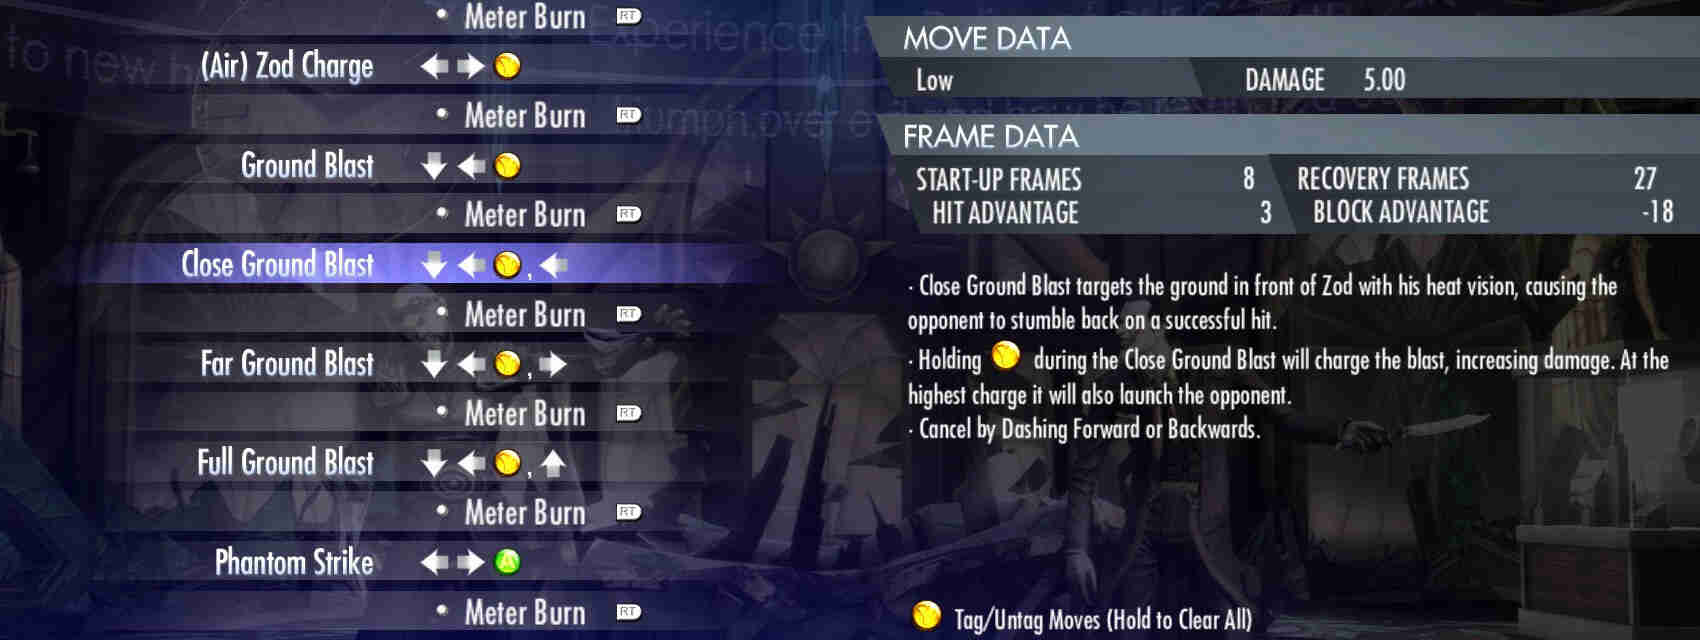 Meter Burn RT
(Air) Zod Charge Y
Meter Burn RT
Ground Blast Y
Meter Burn RT
Close Ground Blast Y ,
Meter Burn RT
Far Ground Blast Y ,
Meter Burn RT
Full Ground Blast Y ,
Meter Burn RT
Phantom Strike A
Meter Burn RT
MOVE DATA
Low DAMAGE 5.00
FRAME DATA
START-UP FRAMES 8 RECOVERY FRAMES 27
HIT ADVANTAGE 3 BLOCK ADVANTAGE -18
· Close Ground Blast targets the ground in front of Zod with his heat vision, causing the
opponent to stumble back on a successful hit.
· Holding Y during the Close Ground Blast will charge the blast, increasing damage. At the
highest charge it will also launch the opponent.
· Cancel by Dashing Forward or Backwards.
Y Tag/Untag Moves (Hold to Clear All)
to new
Experience